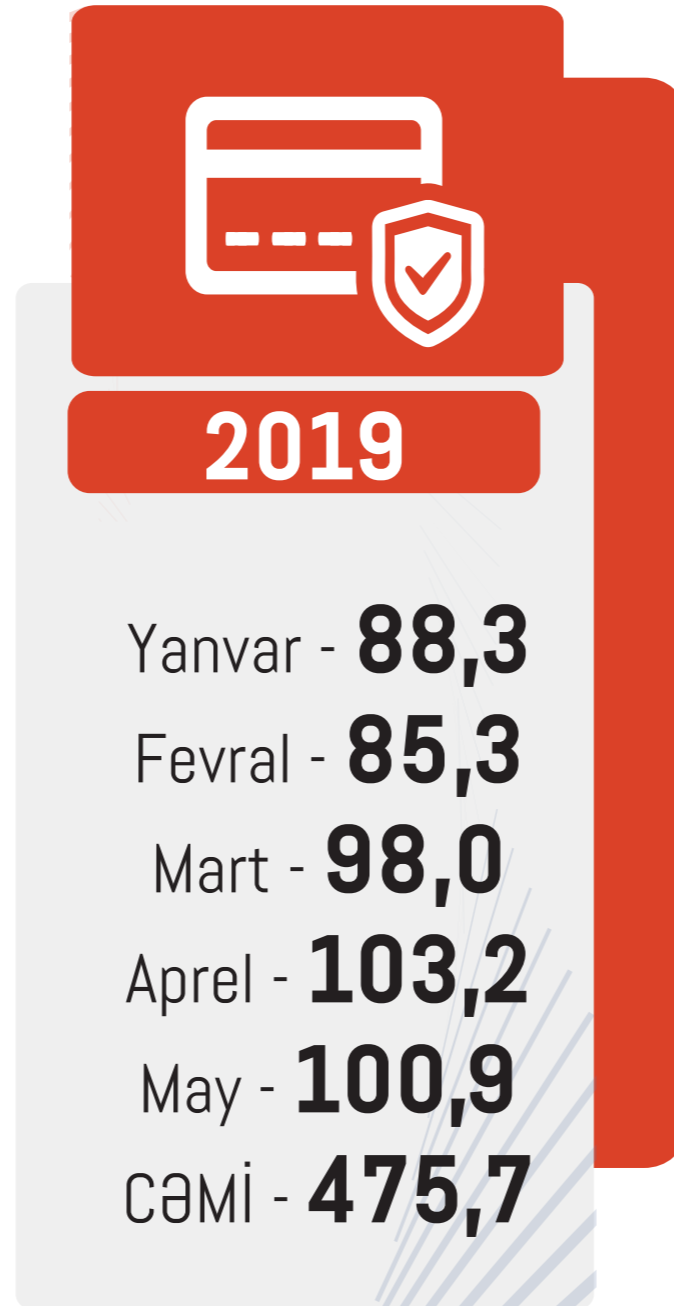 2019
Yanvar - 88,3
Fevral - 85,3
Mart - 98,0
Aprel - 103,2
May - 100,9
CƏMİ - 475,7